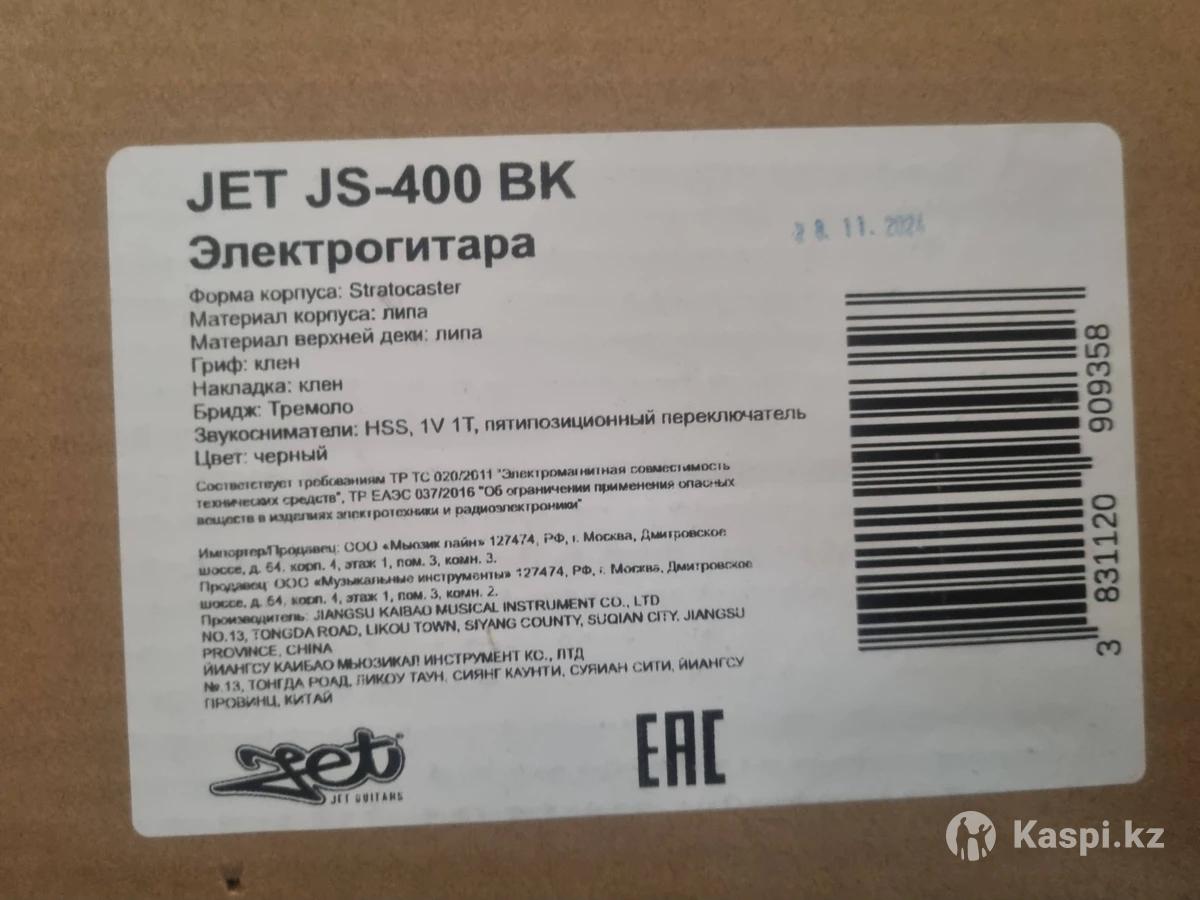 JET JS-400 BK
Электрогитара
28.11.2024
Форма корпуса: Stratocaster
Материал корпуса: липа
Материал верхней деки: липа
Гриф: клен
Накладка: клен
Бридж: Тремоло
Звукосниматели: HSS, 1V 1T, пятипозиционный переключатель
Цвет: черный
Соответствует требованиям ТР ТС 020/2011 "Электромагнитная совместимость
технических средств", ТР ЕАЭС 037/2016 "Об ограничении применения опасных
веществ в изделиях электротехники и радиоэлектроники"
Импортер/Продавец: ООО «Мьюзик лайн» 127474, РФ, г. Москва, Дмитровское
шоссе, д. 64, корп. 4, этаж 1, пом. 3, комн. 3.
Продавец: ООО «Музыкальные инструменты» 127474, РФ, г. Москва, Дмитровское
шоссе, д. 64, корп. 4, этаж 1, пом. 3, комн. 2.
Производитель: JIANGSU KAIBAO MUSICAL INSTRUMENT CO., LTD
NO.13, TONGDA ROAD, LIKOU TOWN, SIYANG COUNTY, SUQIAN CITY, JIANGSU
PROVINCE, CHINA
ЙИАНГСУ КАИБАО МЬЮЗИКАЛ ИНСТРУМЕНТ КО., ЛТД
№.13, ТОНГДА РОАД, ЛИКОУ ТАУН, СИЯНГ КАУНТИ, СУЯИАН СИТИ, ЙИАНГСУ
ПРОВИНЦ, КИТАЙ
3 831120 909358
Jet
JET GUITARS
EAC
Kaspi.kz